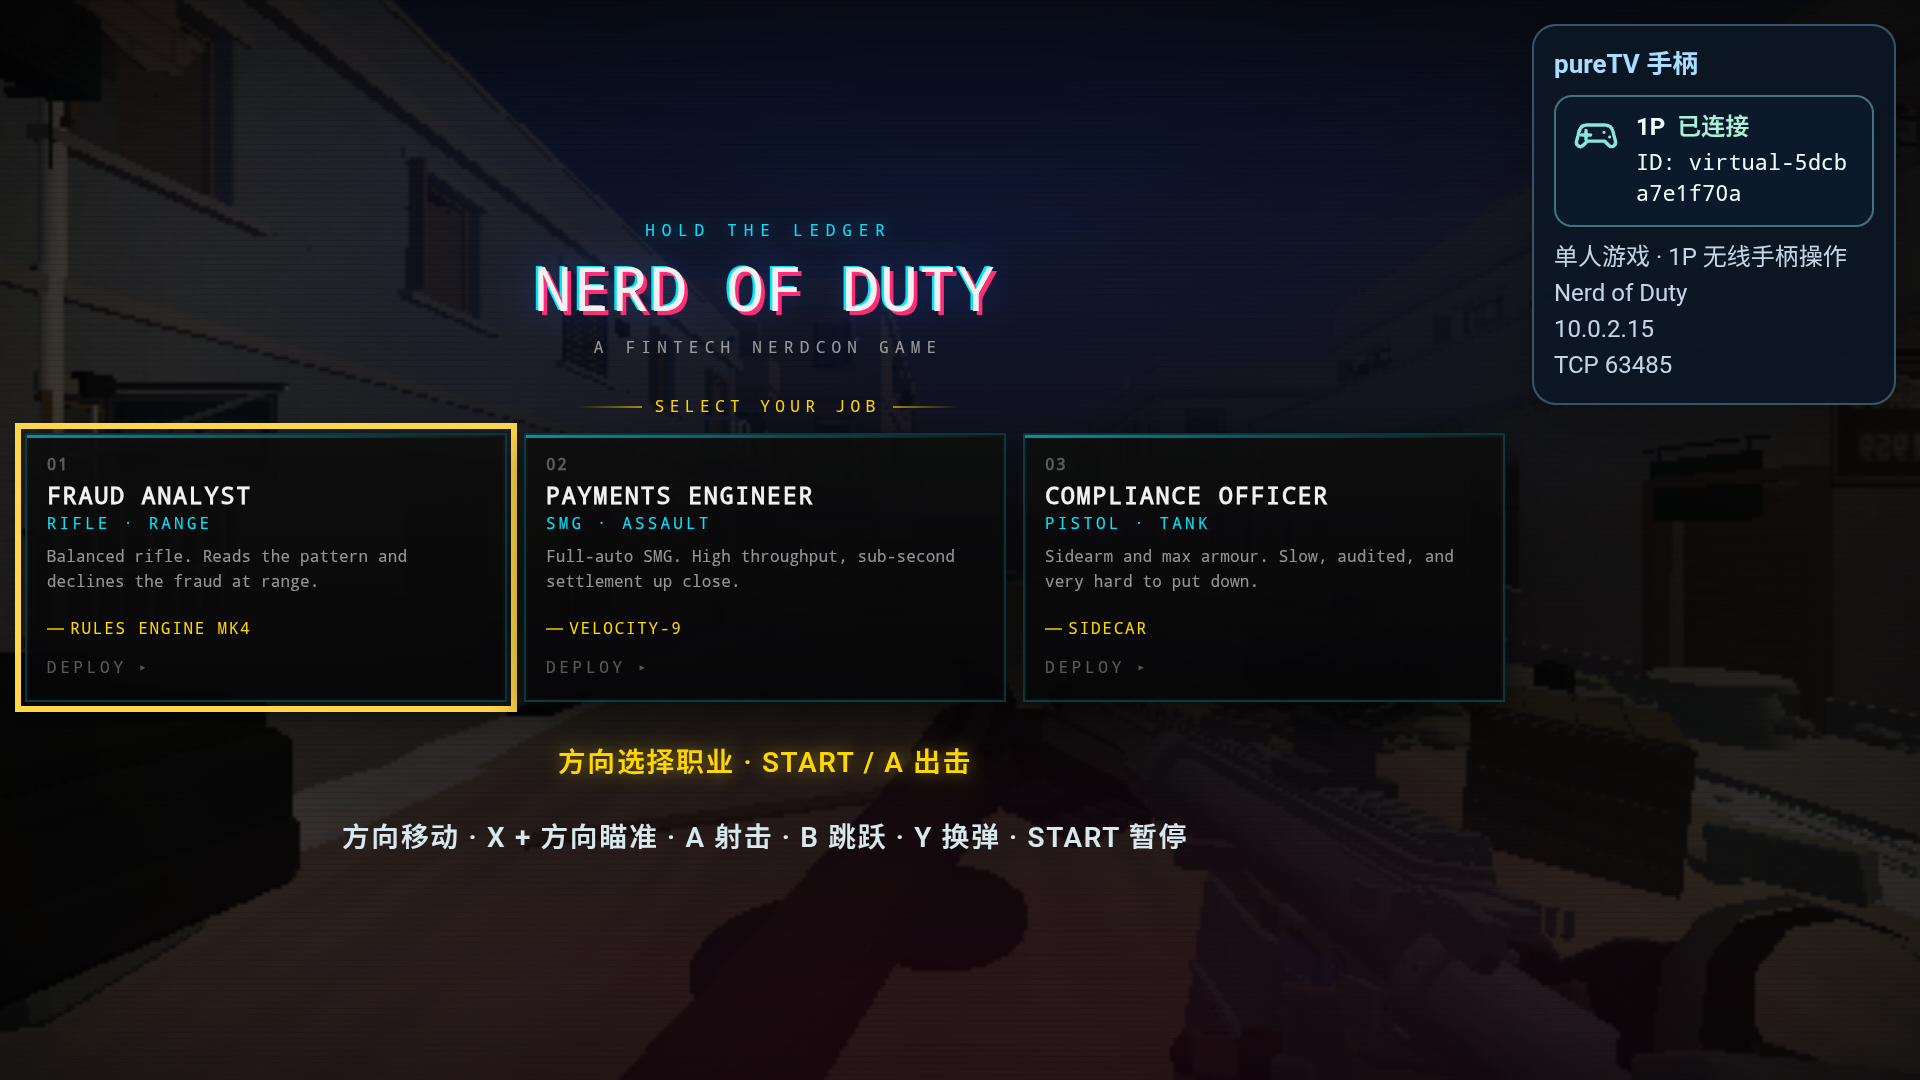 HOLD THE LEDGER
NERD OF DUTY
A FINTECH NERDCON GAME
SELECT YOUR JOB
01
FRAUD ANALYST
RIFLE · RANGE
Balanced rifle. Reads the pattern and
declines the fraud at range.
— RULES ENGINE MK4
DEPLOY ▸
02
PAYMENTS ENGINEER
SMG · ASSAULT
Full-auto SMG. High throughput, sub-second
settlement up close.
— VELOCITY-9
DEPLOY ▸
03
COMPLIANCE OFFICER
PISTOL · TANK
Sidearm and max armour. Slow, audited, and
very hard to put down.
— SIDECAR
DEPLOY ▸
方向选择职业 · START / A 出击
方向移动 · X + 方向瞄准 · A 射击 · B 跳跃 · Y 换弹 · START 暂停
pureTV 手柄
1P 已连接
ID: virtual-5dcb
a7e1f70a
单人游戏 · 1P 无线手柄操作
Nerd of Duty
10.0.2.15
TCP 63485